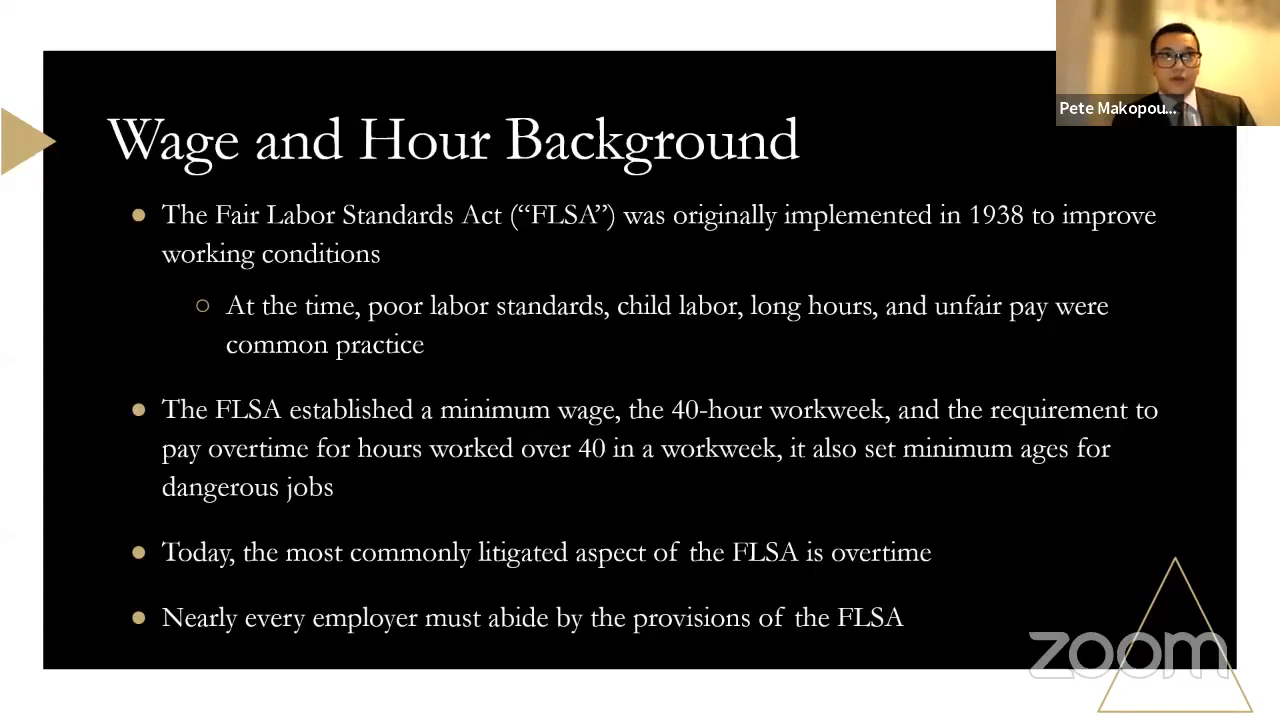 Wage and Hour Background
● The Fair Labor Standards Act (“FLSA”) was originally implemented in 1938 to improve
working conditions
○ At the time, poor labor standards, child labor, long hours, and unfair pay were
common practice
● The FLSA established a minimum wage, the 40-hour workweek, and the requirement to
pay overtime for hours worked over 40 in a workweek, it also set minimum ages for
dangerous jobs
● Today, the most commonly litigated aspect of the FLSA is overtime
● Nearly every employer must abide by the provisions of the FLSA
Pete Makopou...
zoom